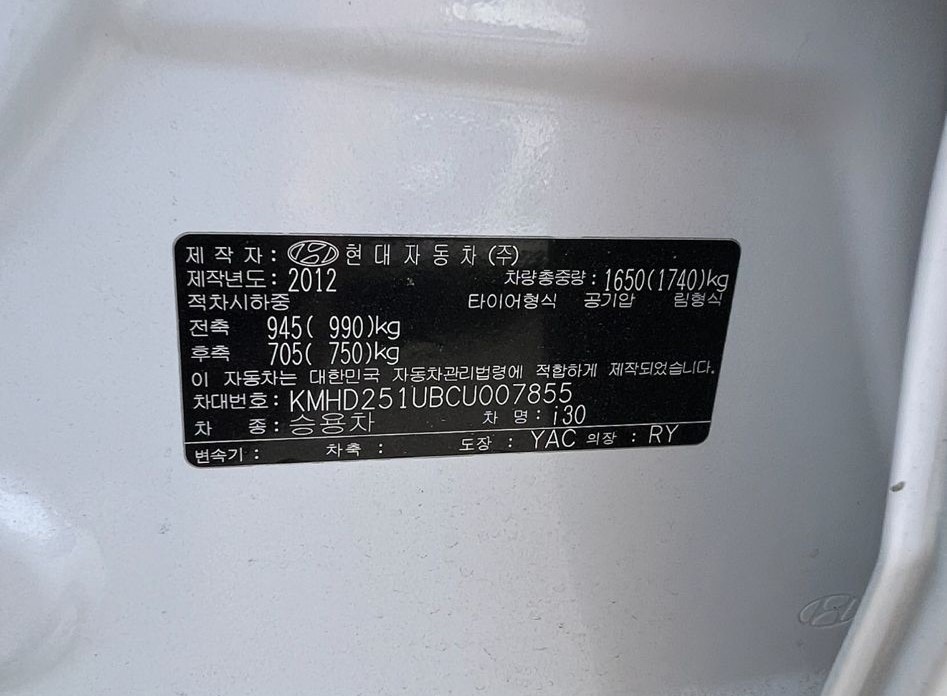 제 작 자 : 현 대 자 동 차 (주)
제작년도 : 2012 차량총중량 : 1650(1740)kg
적차시하중 타이어형식 공기압 림형식
전축 945( 990)kg
후축 705( 750)kg
이 자동차는 대한민국 자동차관리법령에 적합하게 제작되었음.
차대번호 : KMHD251UBCU007855
차 종 : 승용차 차 명 : i30
변속기 : 차축 : 도장 : YAC 의장 : RY